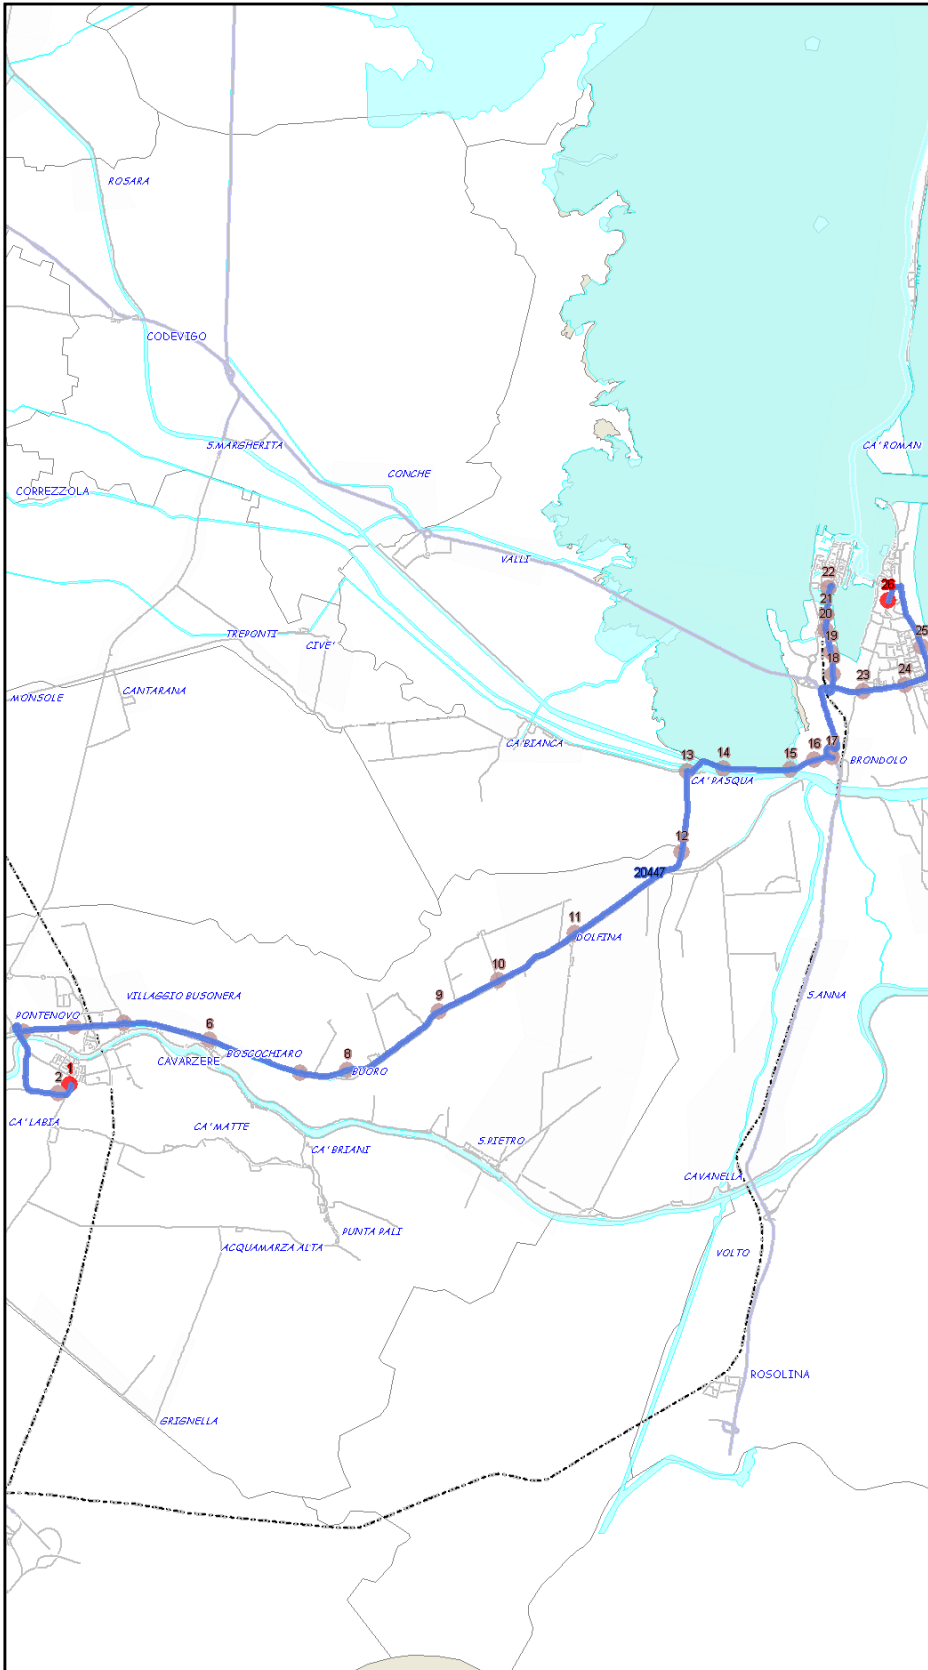 ROSARA
CODEVIGO
S.MARGHERITA
CA'ROMAN
CONCHE
CORREZZOLA
VALLI
22
26
21
20
TREPONTI
19
25
CIVE'
18
24
23
MONSOLE
CANTARANA
CA'BIANCA
17
16
13
14
15
BRONDOLO
CA'PASQUA
12
20447
11
DOLFINA
10
S.ANNA
VILLAGGIO BUSONERA
9
PONTENOVO
6
BOSCOCHIARO
8
CAVARZERE
1
BUORO
2
CA'LABIA
CA'MATTE
S.PIETRO
CA'BRIANI
CAVANELLA
PUNTA PALI
ACQUAMARZA ALTA
VOLTO
ROSOLINA
GRIGNELLA